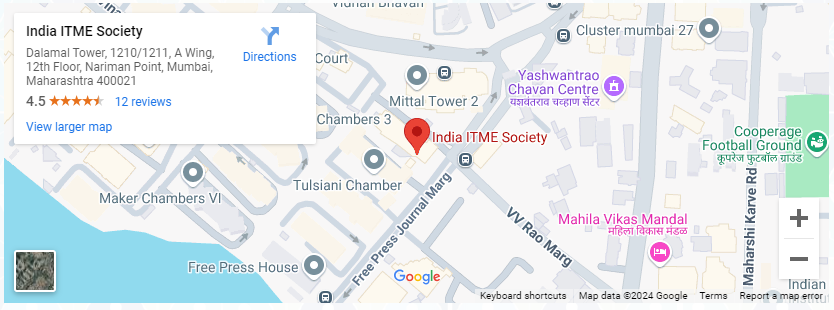 Vidhan Bhavan
India ITME Society
Dalamal Tower, 1210/1211, A Wing,
12th Floor, Nariman Point, Mumbai,
Maharashtra 400021
Directions
4.5
12 reviews
View larger map
Court
Cluster mumbai 27
Mittal Tower 2
Yashwantrao
Chavan Centre
यशवंतराव चव्हाण सेंटर
Chambers 3
India ITME Society
Cooperage
Football Ground
कूपरेज फुटबॉल ग्राउंड
Tulsiani Chamber
Maker Chambers VI
Free Press Journal Marg
VV Rao Marg
Maharshi Karve Rd
Mahila Vikas Mandal
महिला विकास मंडळ
Free Press House
Google
Indian
Keyboard shortcuts
Map data ©2024 Google
Terms
Report a map error